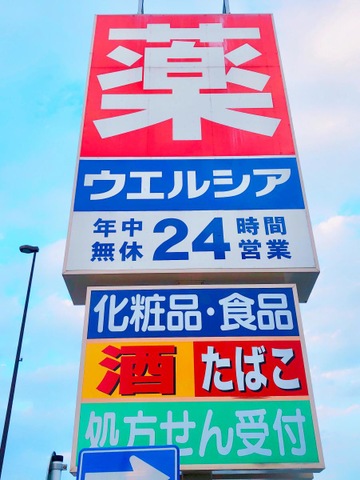 薬
ウエルシア
年中無休 24 時間営業
化粧品・食品
酒 たばこ
処方せん受付